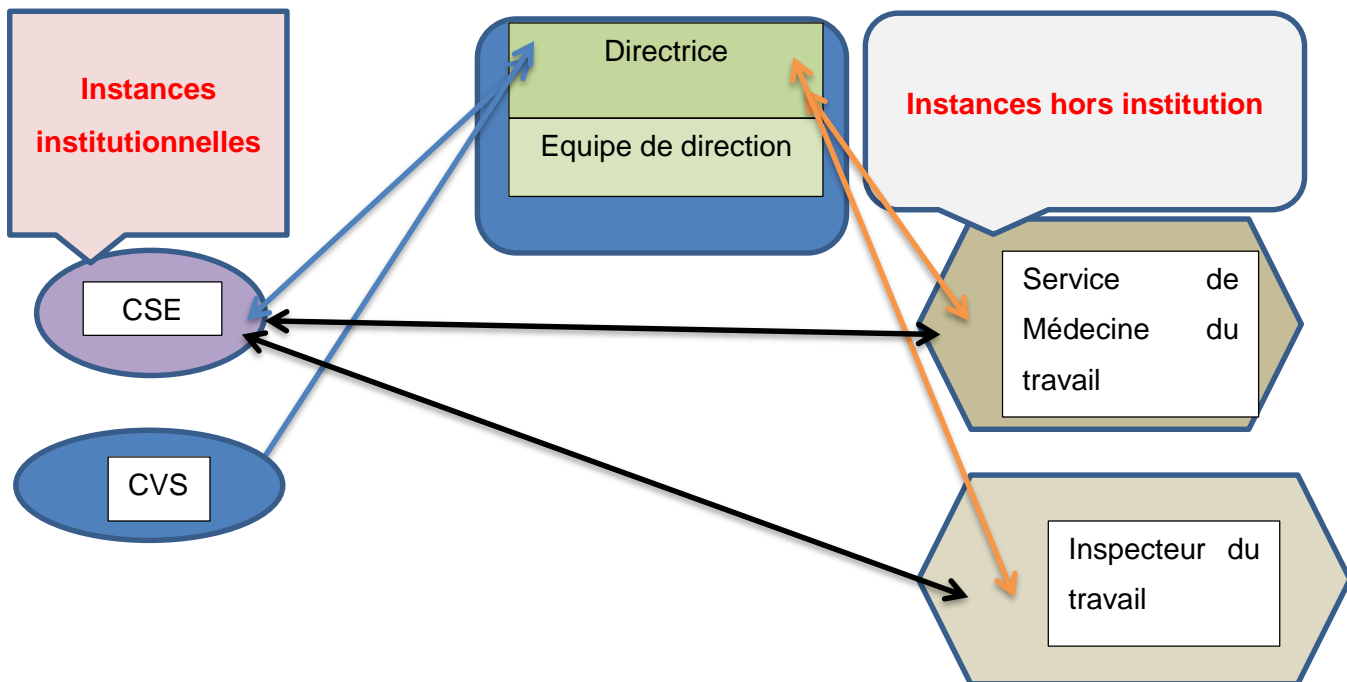 Instances
institutionnelles
Directrice
Equipe de direction
Instances hors institution
CSE
CVS
Service de
Médecine du
travail
Inspecteur du
travail